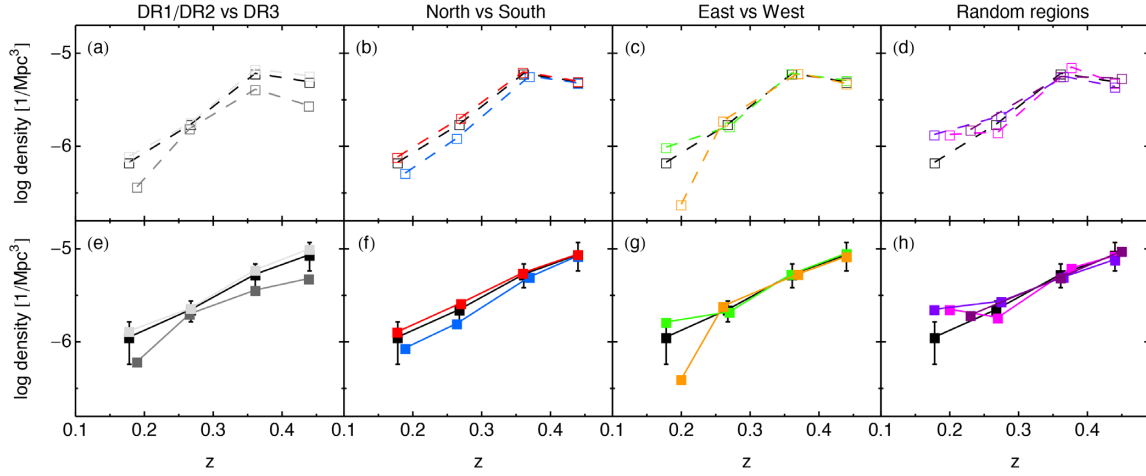 DR1/DR2 vs DR3 North vs South East vs West Random regions
(a) (b) (c) (d)
log density [1/Mpc³]
−5
−6
(e) (f) (g) (h)
log density [1/Mpc³]
−5
−6
0.1 0.2 0.3 0.4 0.1 0.2 0.3 0.4 0.1 0.2 0.3 0.4 0.1 0.2 0.3 0.4 0.5
z z z z